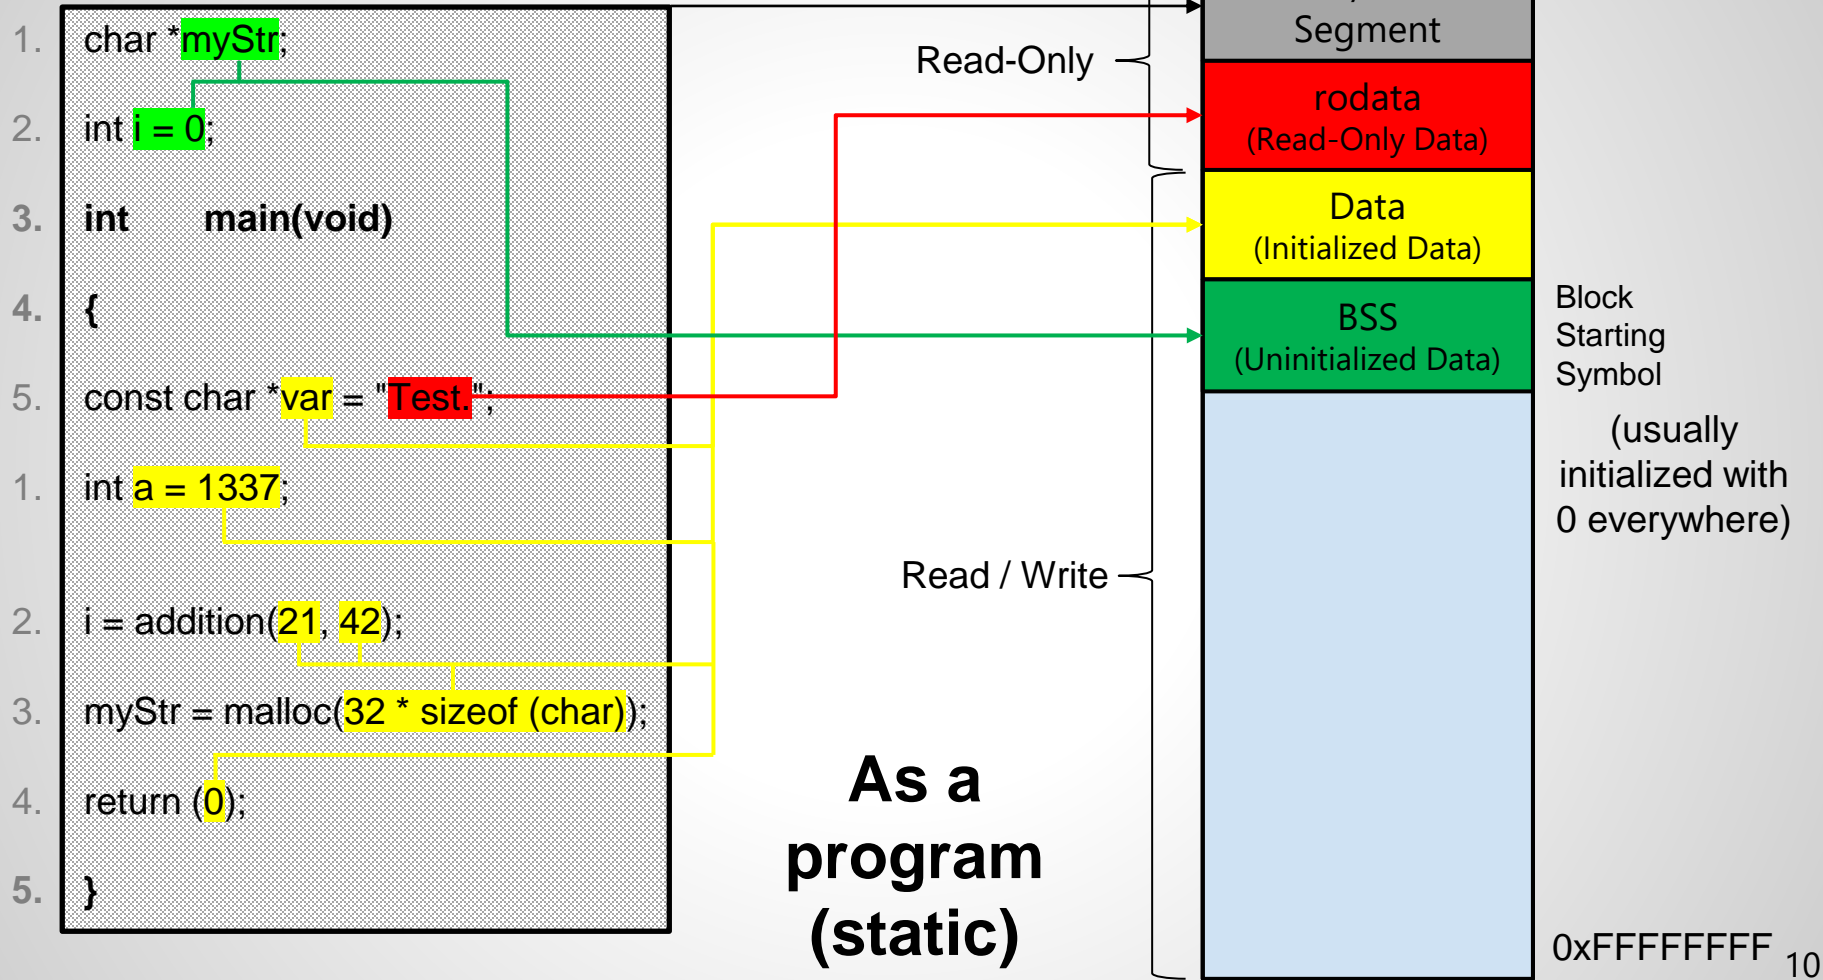 1. char *myStr;
2. int i = 0;
3. int main(void)
4. {
5. const char *var = "Test.";
1. int a = 1337;
2. i = addition(21, 42);
3. myStr = malloc(32 * sizeof (char));
4. return (0);
5. }
Read-Only
Read / Write
As a
program
(static)
Segment
rodata
(Read-Only Data)
Data
(Initialized Data)
BSS
(Uninitialized Data)
Block
Starting
Symbol
(usually
initialized with
0 everywhere)
0xFFFFFFFF
10